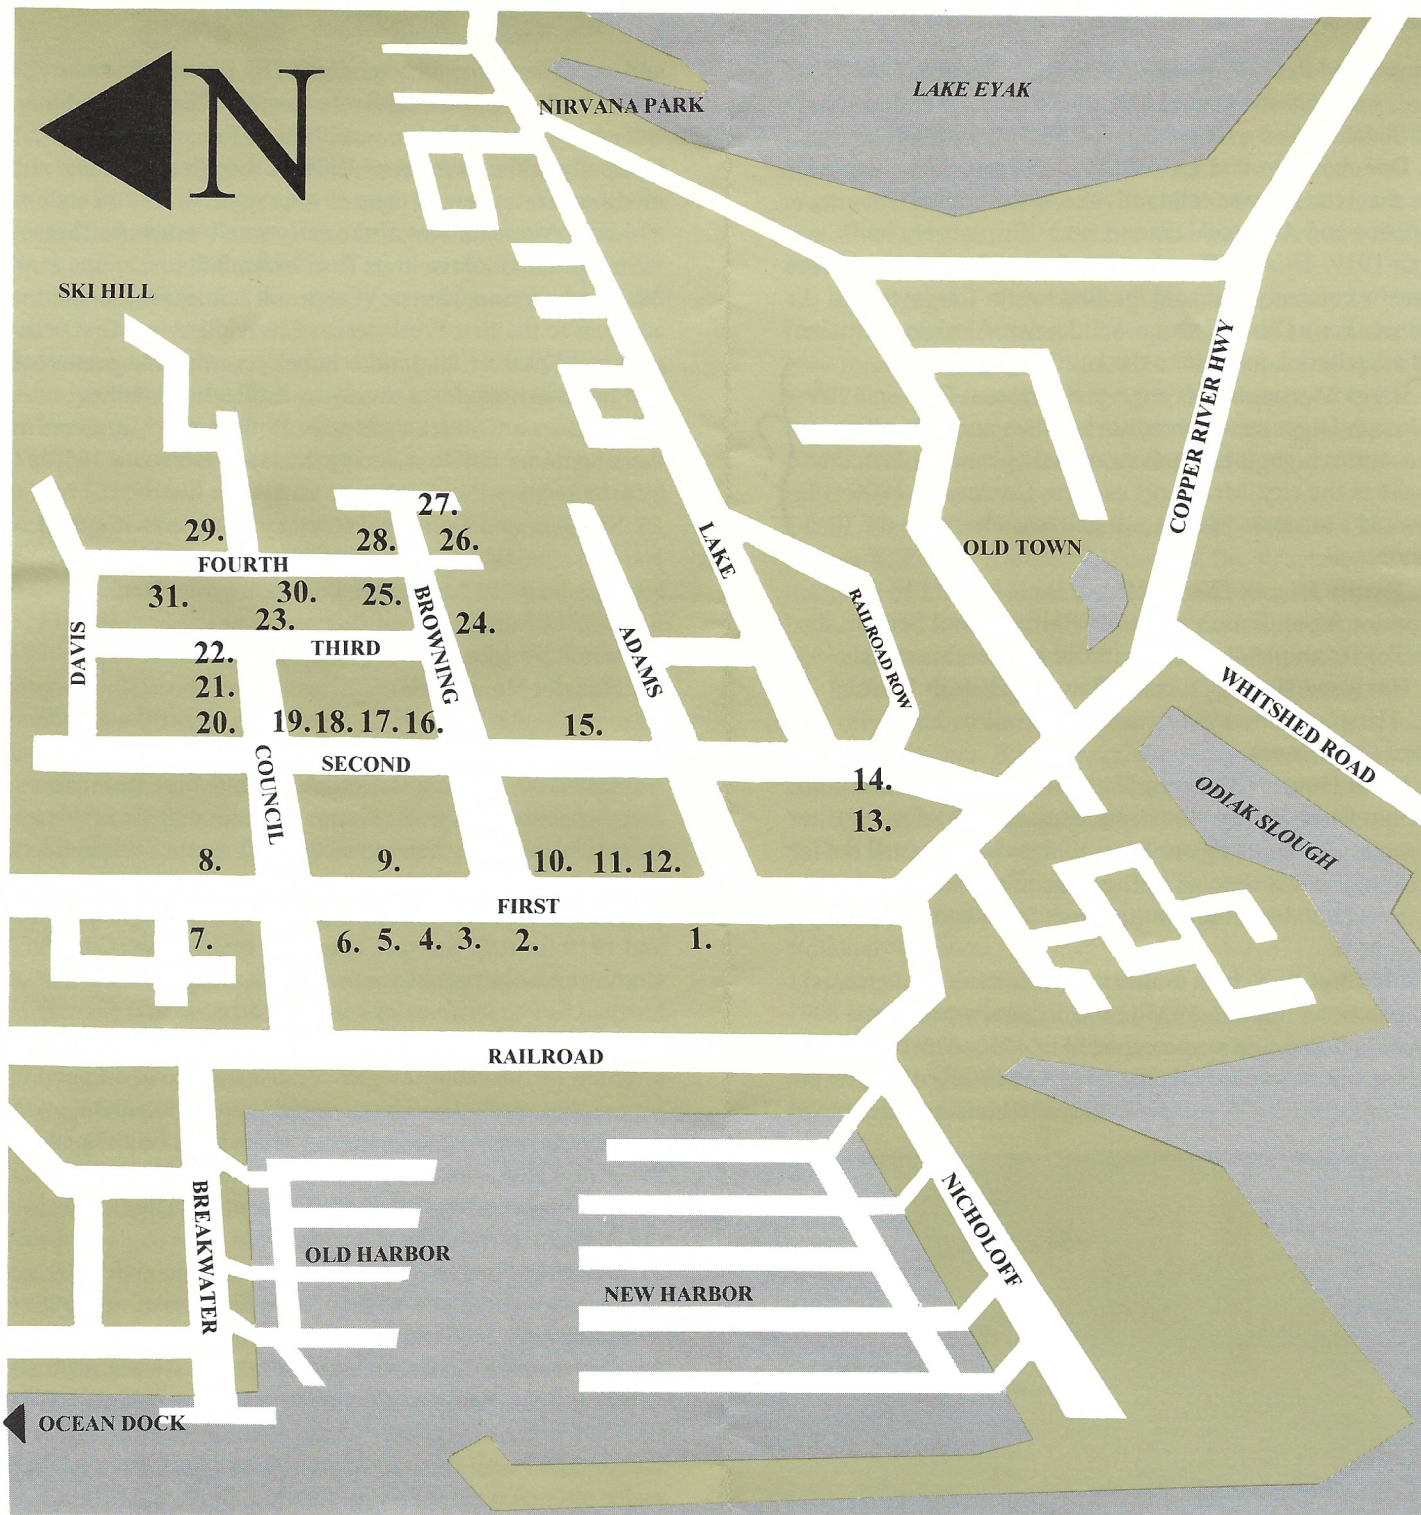 N
LAKE EYAK
NIRVANA PARK
SKI HILL
COPPER RIVER HWY
27.
29.
28.
26.
LAKE
OLD TOWN
FOURTH
31.
30.
25.
BROWNING
23.
24.
RAILROAD ROW
DAVIS
22.
THIRD
ADAMS
WHITSHED ROAD
21.
20.
19.
18.
17.
16.
15.
COUNCIL
SECOND
14.
ODIAK SLOUGH
13.
8.
9.
10.
11.
12.
FIRST
7.
6.
5.
4.
3.
2.
1.
RAILROAD
BREAKWATER
NICHOLOFF
OLD HARBOR
NEW HARBOR
OCEAN DOCK